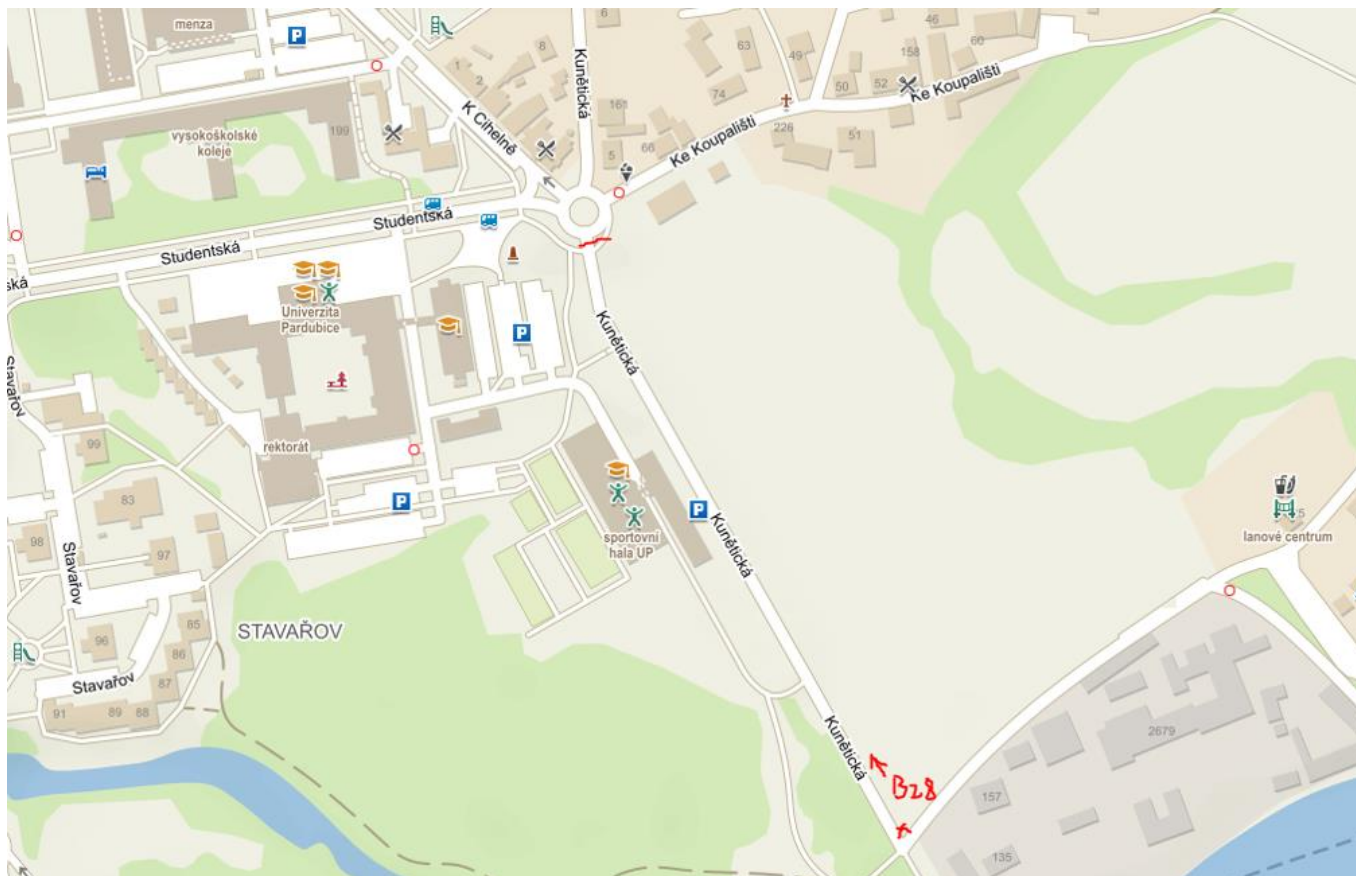 menza
P
6
8
Kunětická
63
49
46
158
60
1
2
K Cihelně
161
74
50
52
Ke Koupališti
vysokoškolské
koleje
199
5
66
Ke Koupališti
226
51
Studentská
Studentská
ská
Univerzita
Pardubice
P
Kunětická
Stavařov
99
rektorát
83
P
P
Kunětická
sportovní
hala UP
lanové centrum
98
97
Stavařov
STAVAŘOV
96
85
86
87
Stavařov
91
89
88
Kunětická
B28
2679
157
135